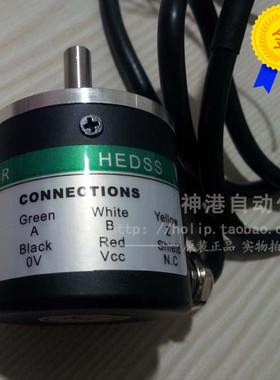 R HEDSS
CONNECTIONS
Green White Yellow
A B
Black Red Shield
0V Vcc N.C
神港自动
http://holip.taobao.c
原装正品 实物拍